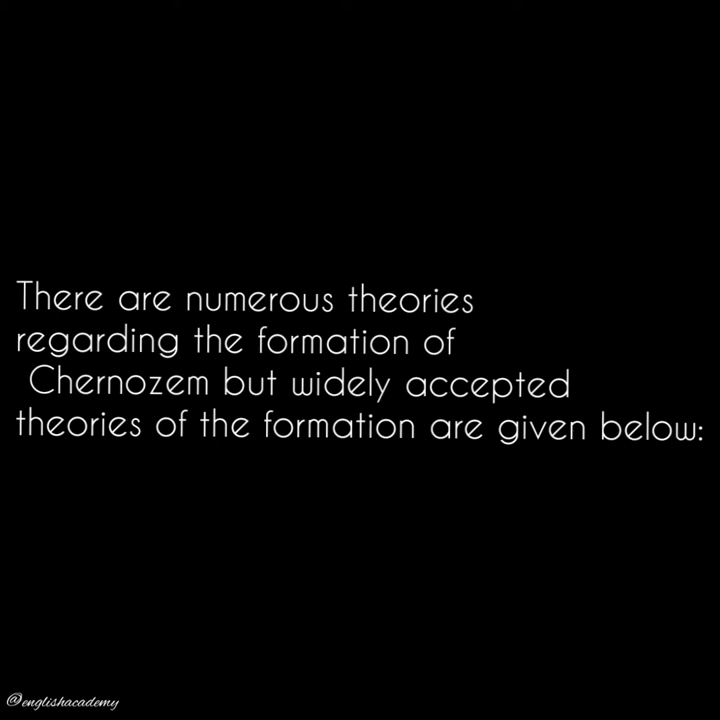 There are numerous theories
regarding the formation of
Chernozem but widely accepted
theories of the formation are given below:
@englishacademy